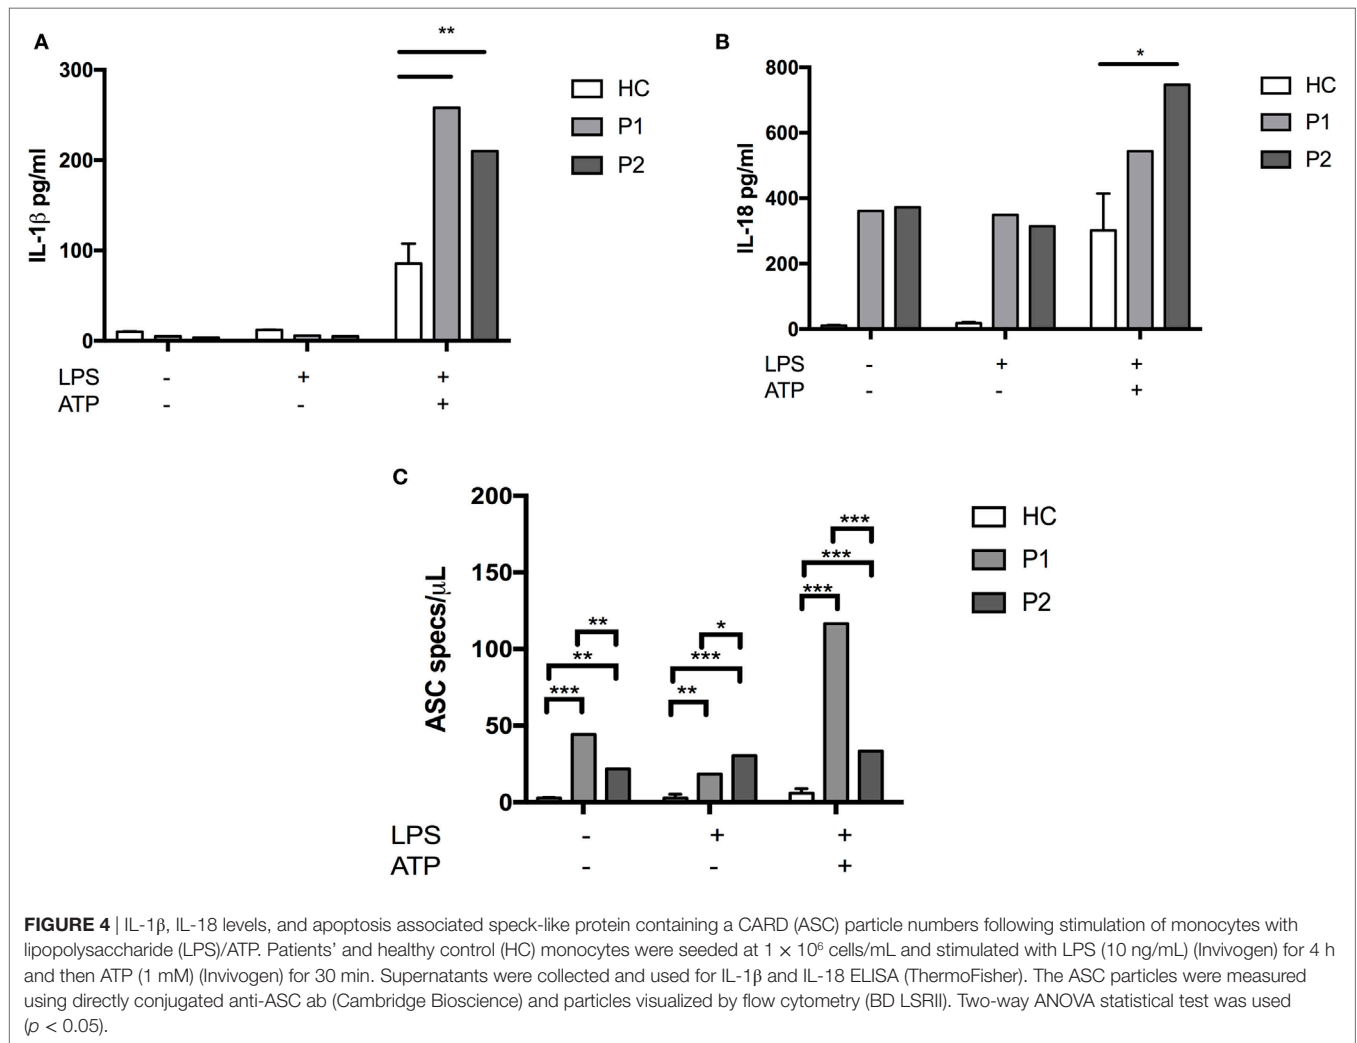 A
**
300
200
100
0
IL-1β pg/ml
HC
P1
P2
LPS - + +
ATP - - +
B
*
800
600
400
200
0
IL-18 pg/ml
HC
P1
P2
LPS - + +
ATP - - +
C
200
150
100
50
0
ASC specs/μL
*** ** **
** *** *
*** *** ***
HC
P1
P2
LPS - + +
ATP - - +
FIGURE 4 | IL-1β, IL-18 levels, and apoptosis associated speck-like protein containing a CARD (ASC) particle numbers following stimulation of monocytes with
lipopolysaccharide (LPS)/ATP. Patients’ and healthy control (HC) monocytes were seeded at 1 × 10⁶ cells/mL and stimulated with LPS (10 ng/mL) (Invivogen) for 4 h
and then ATP (1 mM) (Invivogen) for 30 min. Supernatants were collected and used for IL-1β and IL-18 ELISA (ThermoFisher). The ASC particles were measured
using directly conjugated anti-ASC ab (Cambridge Bioscience) and particles visualized by flow cytometry (BD LSRII). Two-way ANOVA statistical test was used
(p < 0.05).